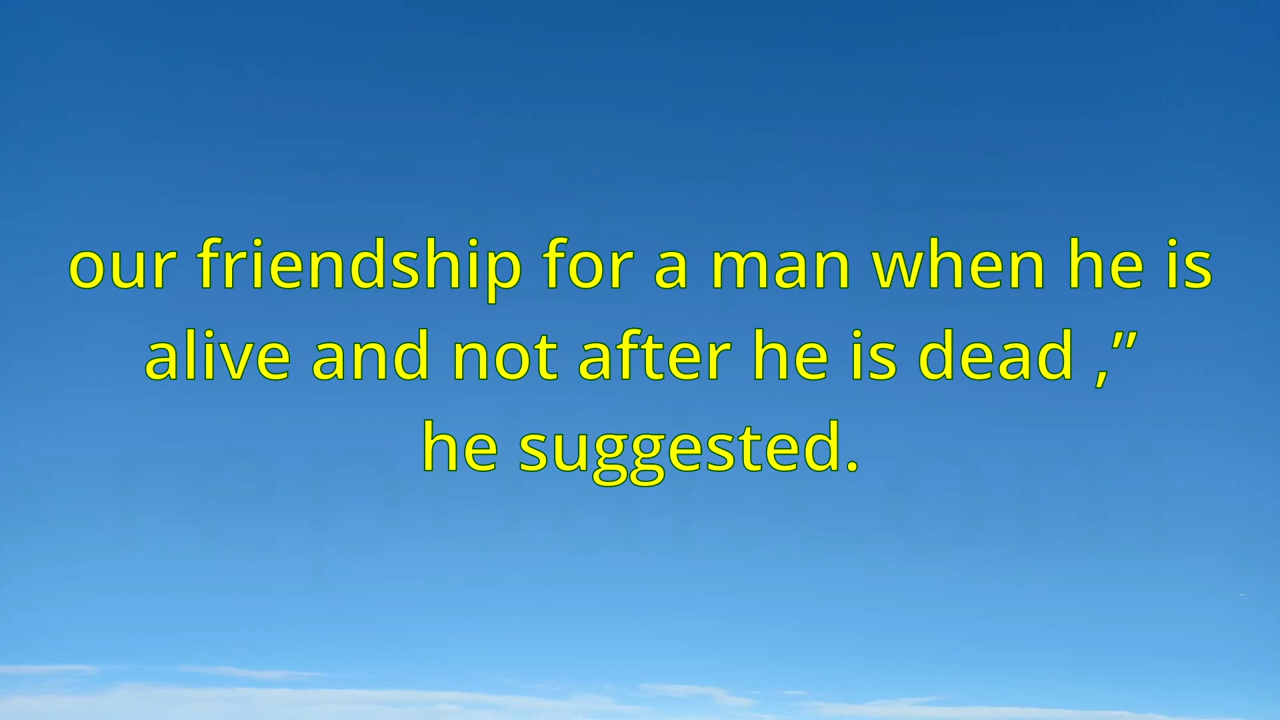 our friendship for a man when he is
alive and not after he is dead ,”
he suggested.